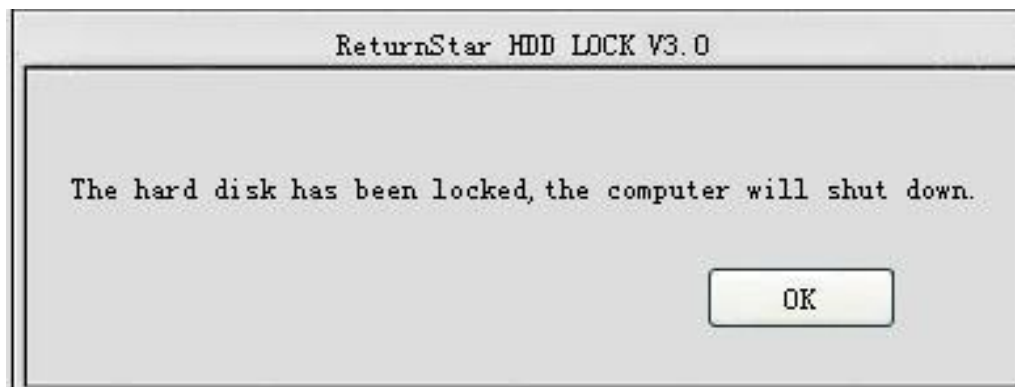 ReturnStar HDD LOCK V3.0
The hard disk has been locked, the computer will shut down.
OK